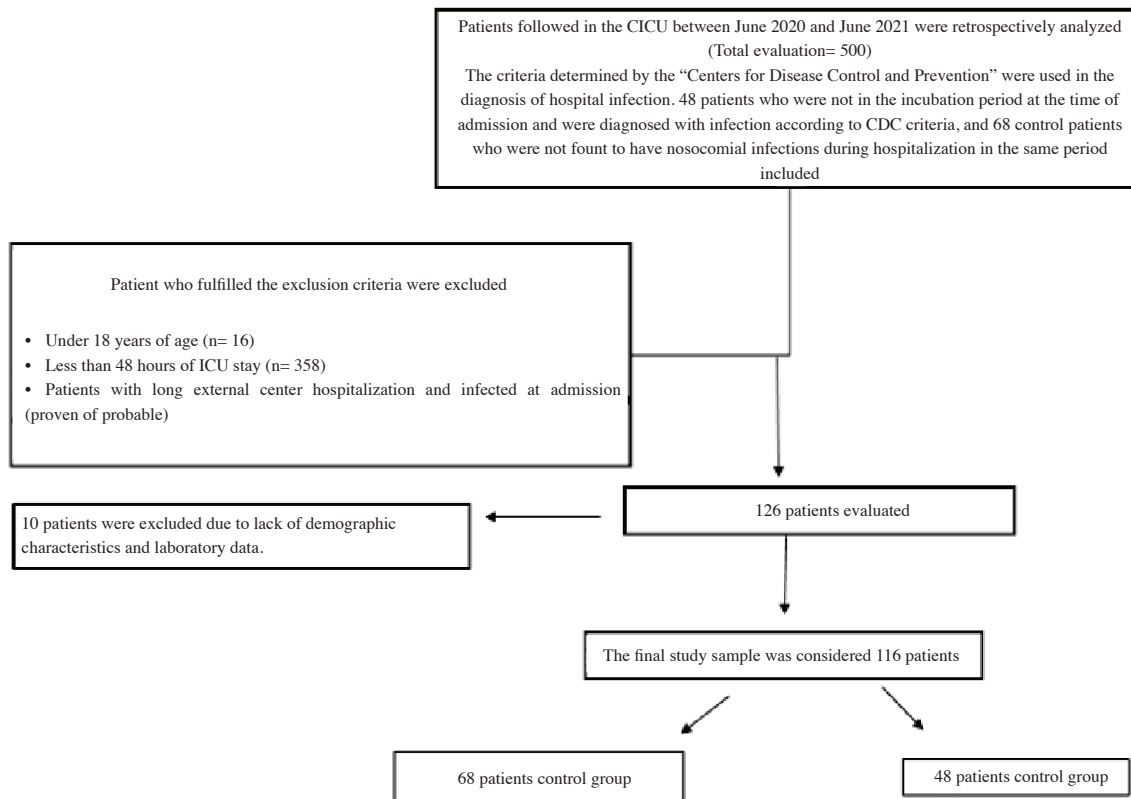 Patients followed in the CICU between June 2020 and June 2021 were retrospectively analyzed
(Total evaluation= 500)
The criteria determined by the “Centers for Disease Control and Prevention” were used in the
diagnosis of hospital infection. 48 patients who were not in the incubation period at the time of
admission and were diagnosed with infection according to CDC criteria, and 68 control patients
who were not fount to have nosocomial infections during hospitalization in the same period
included
Patient who fulfilled the exclusion criteria were excluded
• Under 18 years of age (n= 16)
• Less than 48 hours of ICU stay (n= 358)
• Patients with long external center hospitalization and infected at admission
(proven of probable)
126 patients evaluated
10 patients were excluded due to lack of demographic
characteristics and laboratory data.
The final study sample was considered 116 patients
68 patients control group
48 patients control group